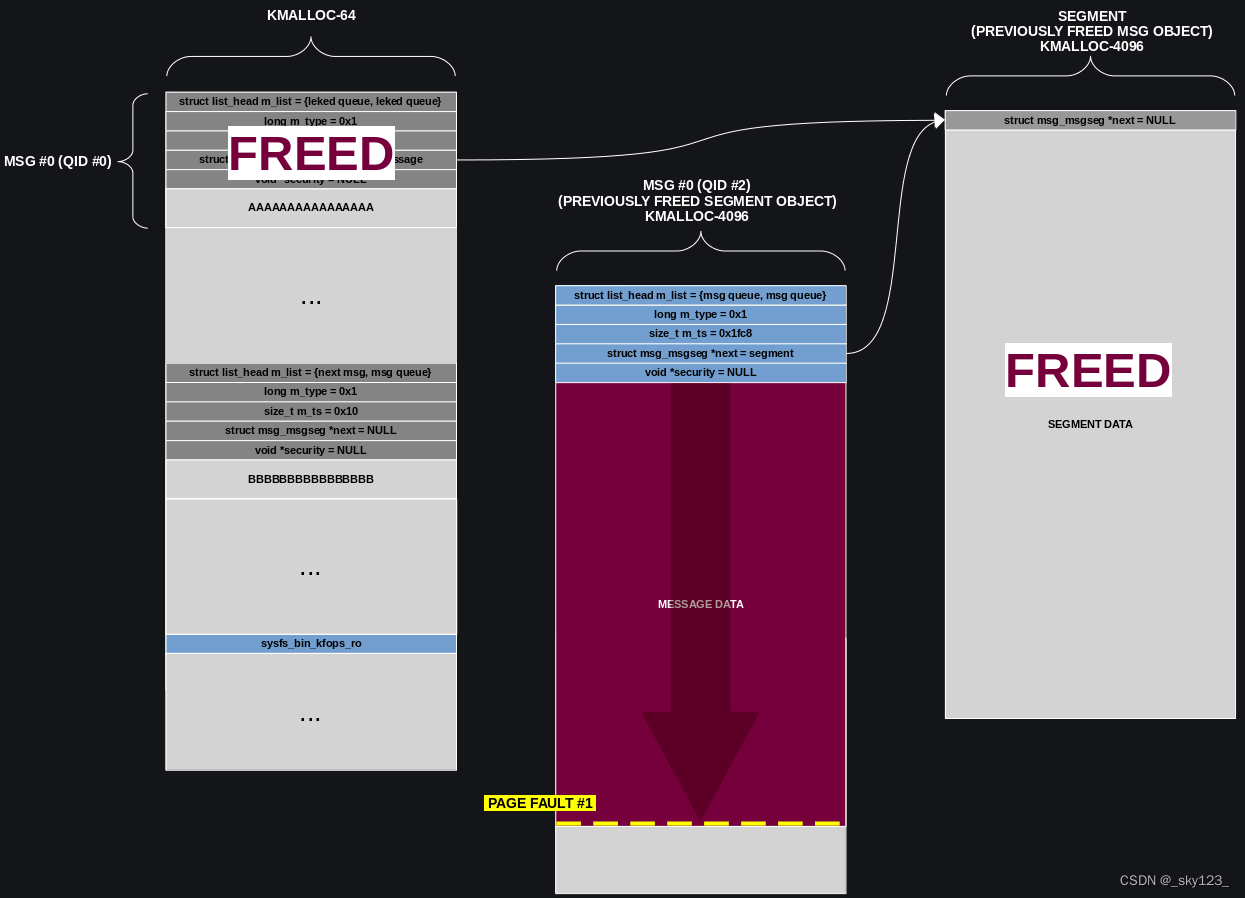 KMALLOC-64
struct list_head m_list = {leked queue, leked queue}
long m_type = 0x1
FREED
struct
ssage
void *security = NULL
AAAAAAAAAAAAAAAA
MSG #0 (QID #0)
...
struct list_head m_list = {next msg, msg queue}
long m_type = 0x1
size_t m_ts = 0x10
struct msg_msgseg *next = NULL
void *security = NULL
BBBBBBBBBBBBBBBB
...
sysfs_bin_kfops_ro
...
MSG #0 (QID #2)
(PREVIOUSLY FREED SEGMENT OBJECT)
KMALLOC-4096
struct list_head m_list = {msg queue, msg queue}
long m_type = 0x1
size_t m_ts = 0x1fc8
struct msg_msgseg *next = segment
void *security = NULL
MESSAGE DATA
PAGE FAULT #1
SEGMENT
(PREVIOUSLY FREED MSG OBJECT)
KMALLOC-4096
struct msg_msgseg *next = NULL
FREED
SEGMENT DATA
CSDN @_sky123_